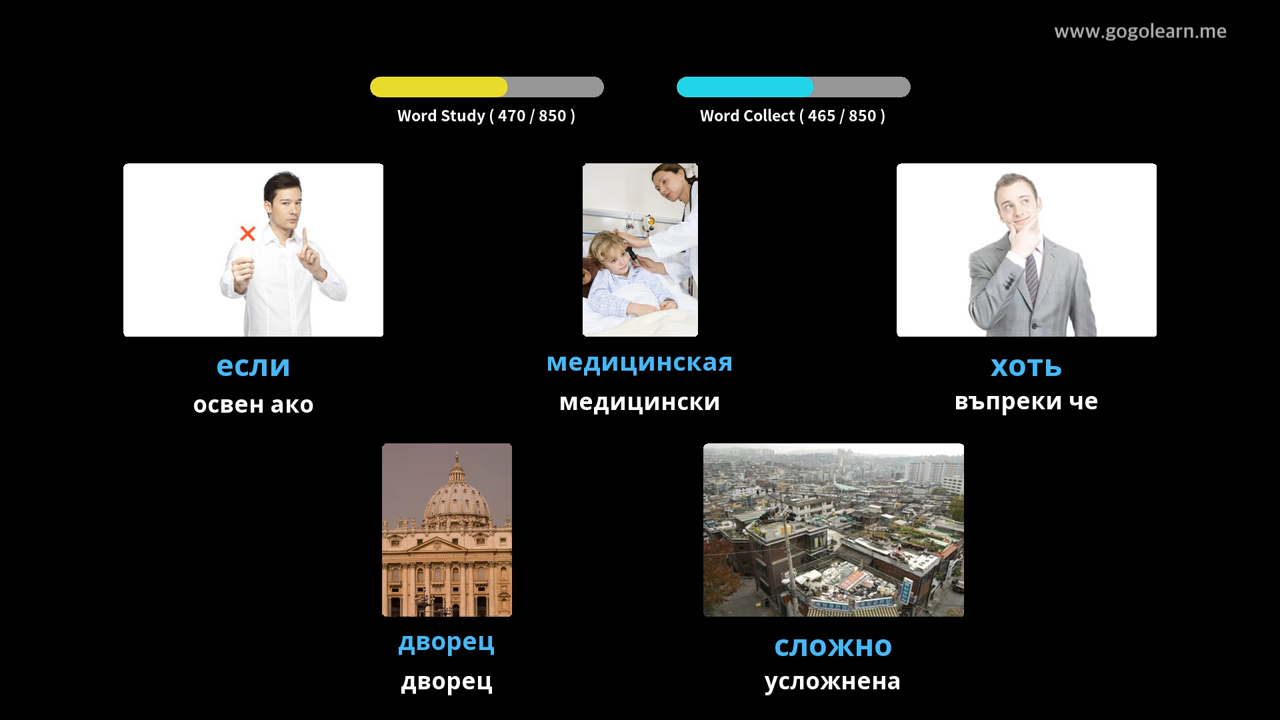 www.gogolearn.me
Word Study ( 470 / 850 )
Word Collect ( 465 / 850 )
если
освен ако
медицинская
медицински
хоть
въпреки че
дворец
дворец
сложно
усложнена